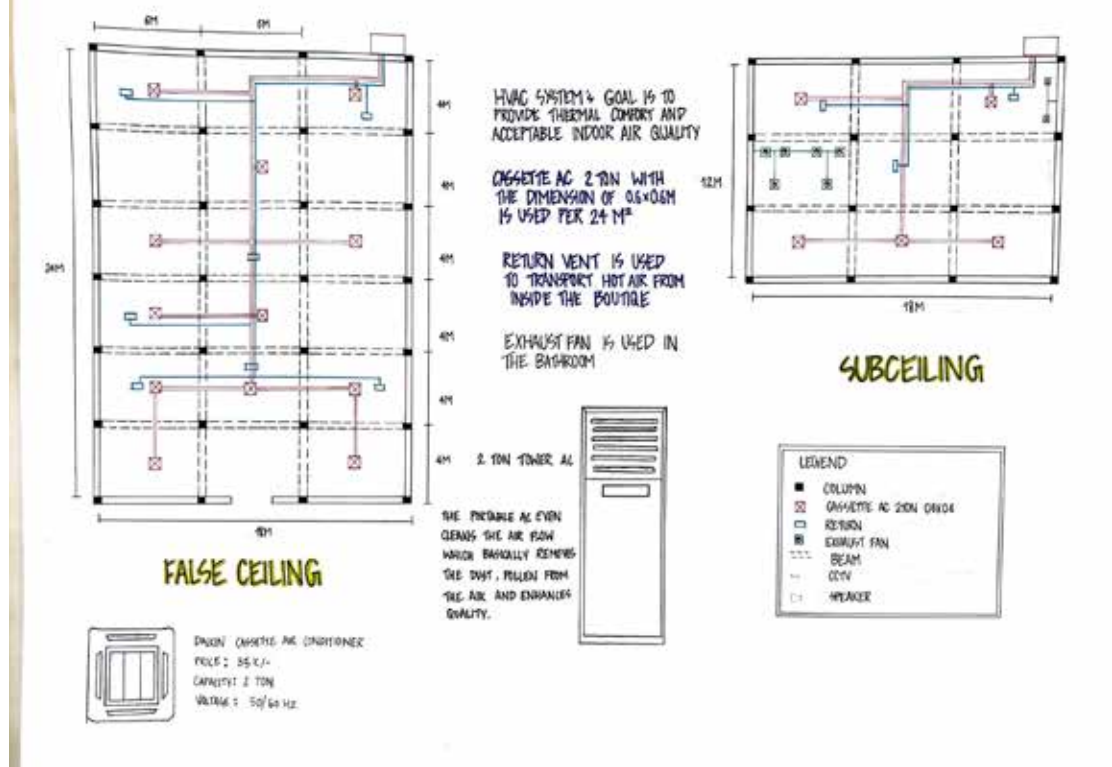 6M
6M
4M
4M
4M
4M
4M
4M
24M
18M
FALSE CEILING
HVAC SYSTEM'S GOAL IS TO
PROVIDE THERMAL COMFORT AND
ACCEPTABLE INDOOR AIR QUALITY
CASSETTE AC 2 TON WITH
THE DIMENSION OF 0.6x0.6M
IS USED PER 24 M²
RETURN VENT IS USED
TO TRANSPORT HOT AIR FROM
INSIDE THE BOUTIQUE
EXHAUST FAN IS USED IN
THE BATHROOM
2 TON TOWER AC
THE PORTABLE AC EVEN
CLEANS THE AIR FLOW
WHICH BASICALLY REMOVES
THE DUST, POLLEN FROM
THE AIR AND ENHANCES
QUALITY.
12M
18M
SUBCEILING
LEGEND
COLUMN
CASSETTE AC 2TON
RETURN
EXHAUST FAN
BEAM
CCTV
SPEAKER
DAIKIN CASSETTE AIR CONDITIONER
PRICE: 35K/-
CAPACITY: 2 TON
VOLTAGE: 50/60 HZ